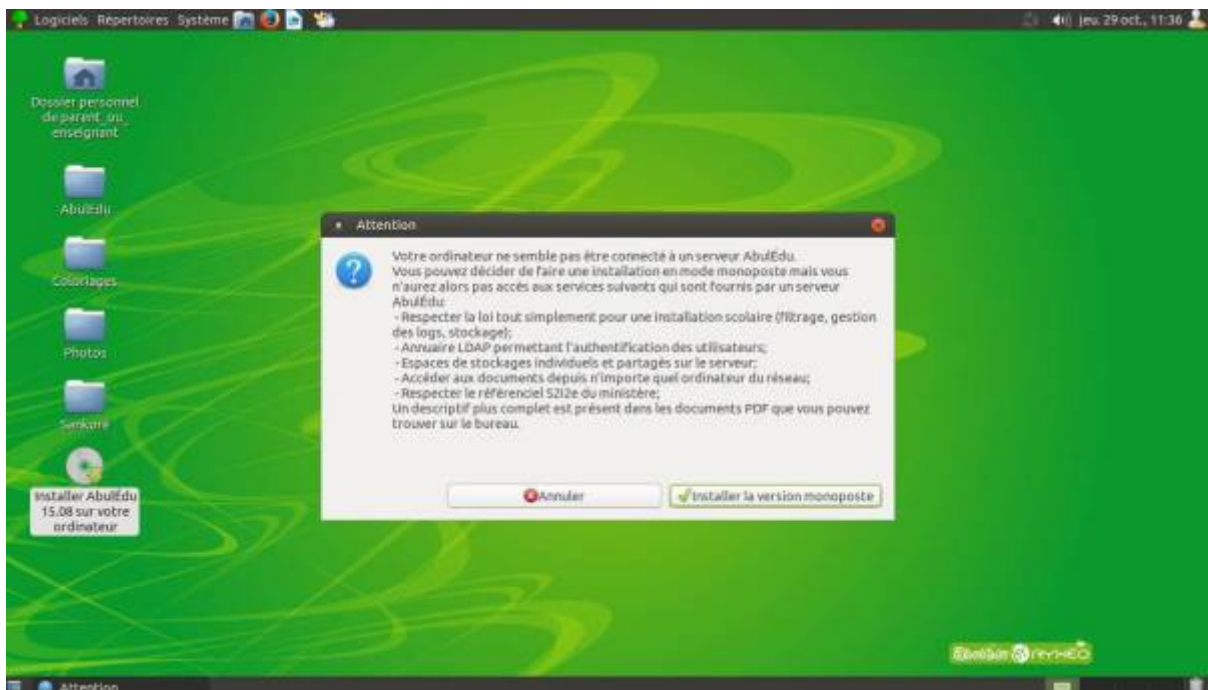 Logiciels Répertoires Système
jeu. 29 oct., 11:36
Dossier personnel
de parent_ou_
enseignant
AbulÉdu
Coloriages
Photos
Sankoré
Installer AbulÉdu
15.08 sur votre
ordinateur
Attention
Votre ordinateur ne semble pas être connecté à un serveur AbulÉdu.
Vous pouvez décider de faire une installation en mode monoposte mais vous
n'aurez alors pas accès aux services suivants qui sont fournis par un serveur
AbulÉdu:
- Respecter la loi tout simplement pour une installation scolaire (filtrage, gestion
des logs, stockage);
- Annuaire LDAP permettant l'authentification des utilisateurs;
- Espaces de stockages individuels et partagés sur le serveur;
- Accéder aux documents depuis n'importe quel ordinateur du réseau;
- Respecter le référenciel S2i2e du ministère;
Un descriptif plus complet est présent dans les documents PDF que vous pouvez
trouver sur le bureau.
Annuler
Installer la version monoposte
RYXEO
Attention